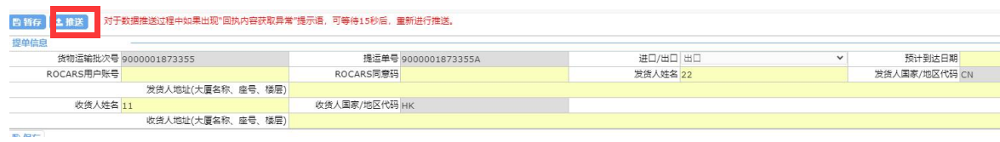 暂存 推送 对于数据推送过程中如果出现"回执内容获取异常"提示语，可等待15秒后，重新进行推送。
提单信息
货物运输批次号 9000001873355 提运单号 9000001873355A 进口/出口 出口 预计到达日期
ROCARS用户账号 ROCARS同意码 发货人姓名 22 发货人国家/地区代码 CN
发货人地址(大厦名称、座号、楼层)
收货人姓名 11 收货人国家/地区代码 HK
收货人地址(大厦名称、座号、楼层)